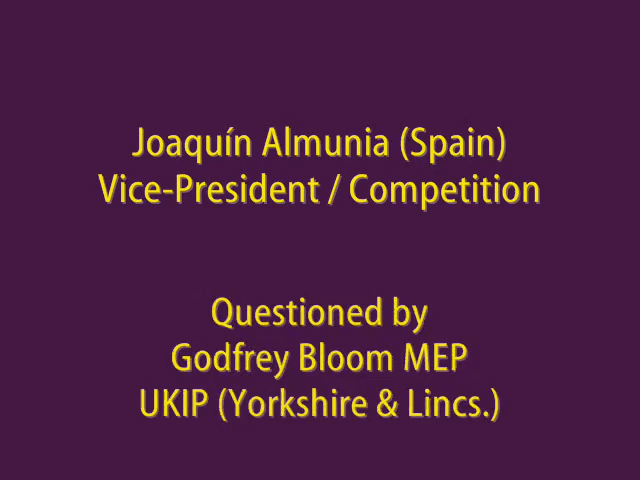 Joaquín Almunia (Spain)
Vice-President / Competition
Questioned by
Godfrey Bloom MEP
UKIP (Yorkshire & Lincs.)